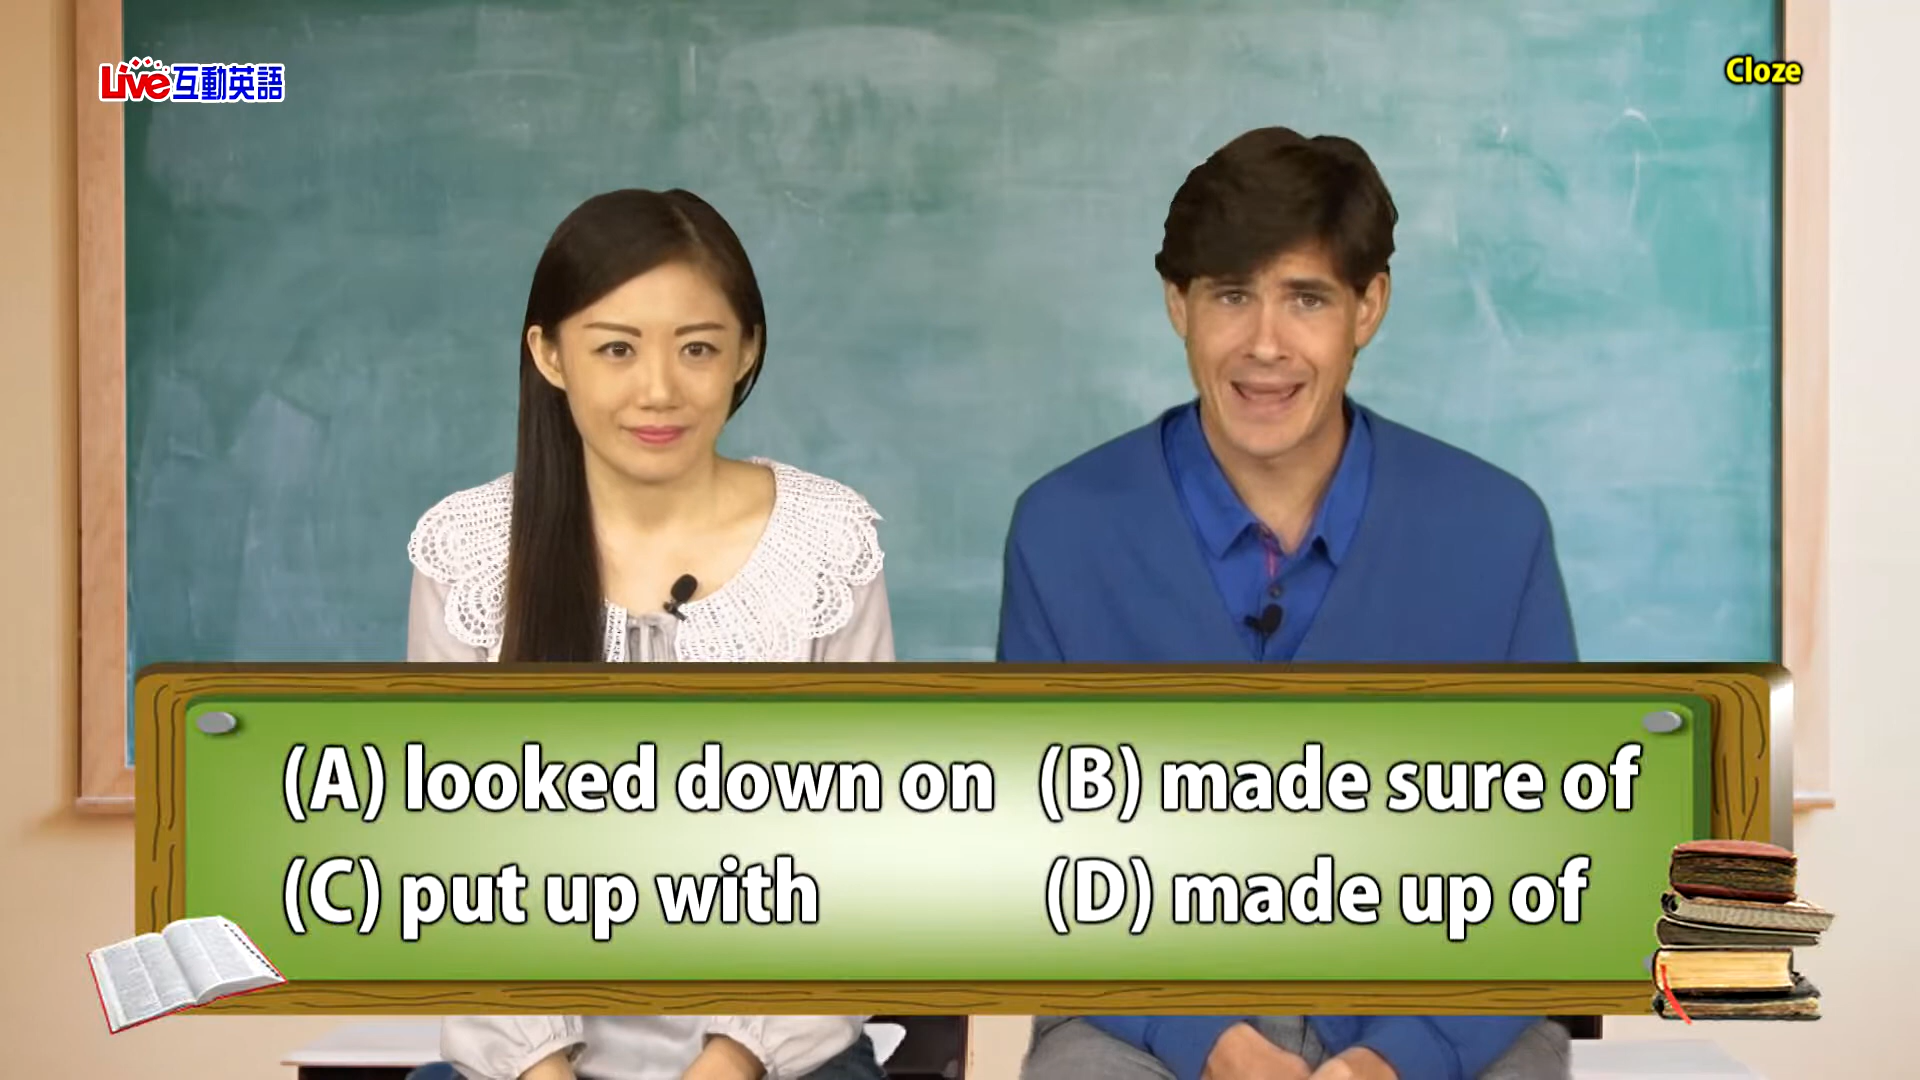 Live互動英語
Cloze
(A) looked down on (B) made sure of
(C) put up with (D) made up of